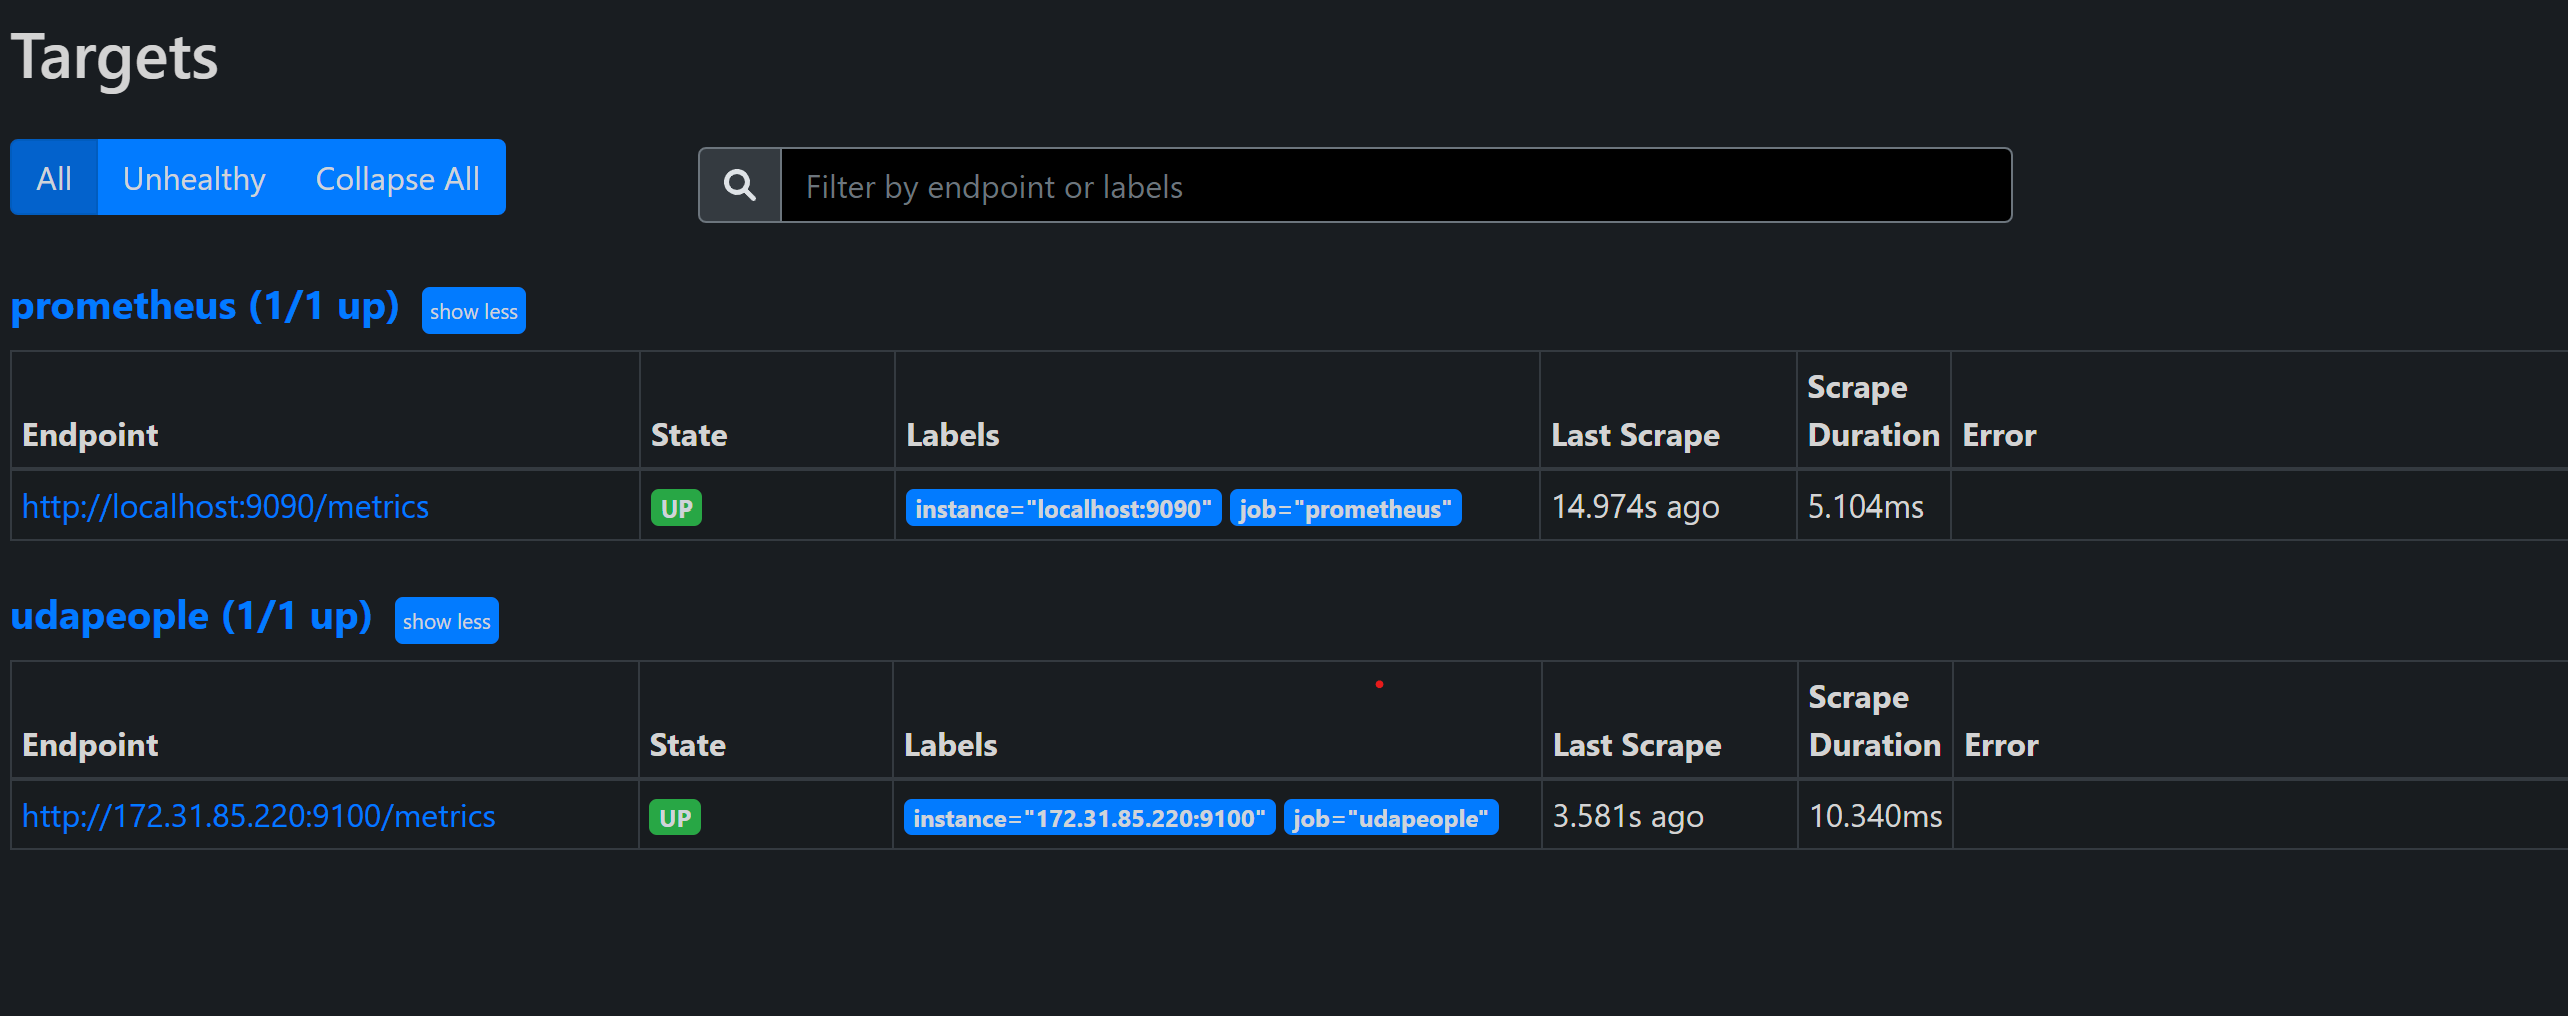 Targets
All Unhealthy Collapse All Filter by endpoint or labels
prometheus (1/1 up) show less
Endpoint State Labels Last Scrape Scrape Duration Error
http://localhost:9090/metrics UP instance="localhost:9090" job="prometheus" 14.974s ago 5.104ms
udapeople (1/1 up) show less
Endpoint State Labels Last Scrape Scrape Duration Error
http://172.31.85.220:9100/metrics UP instance="172.31.85.220:9100" job="udapeople" 3.581s ago 10.340ms